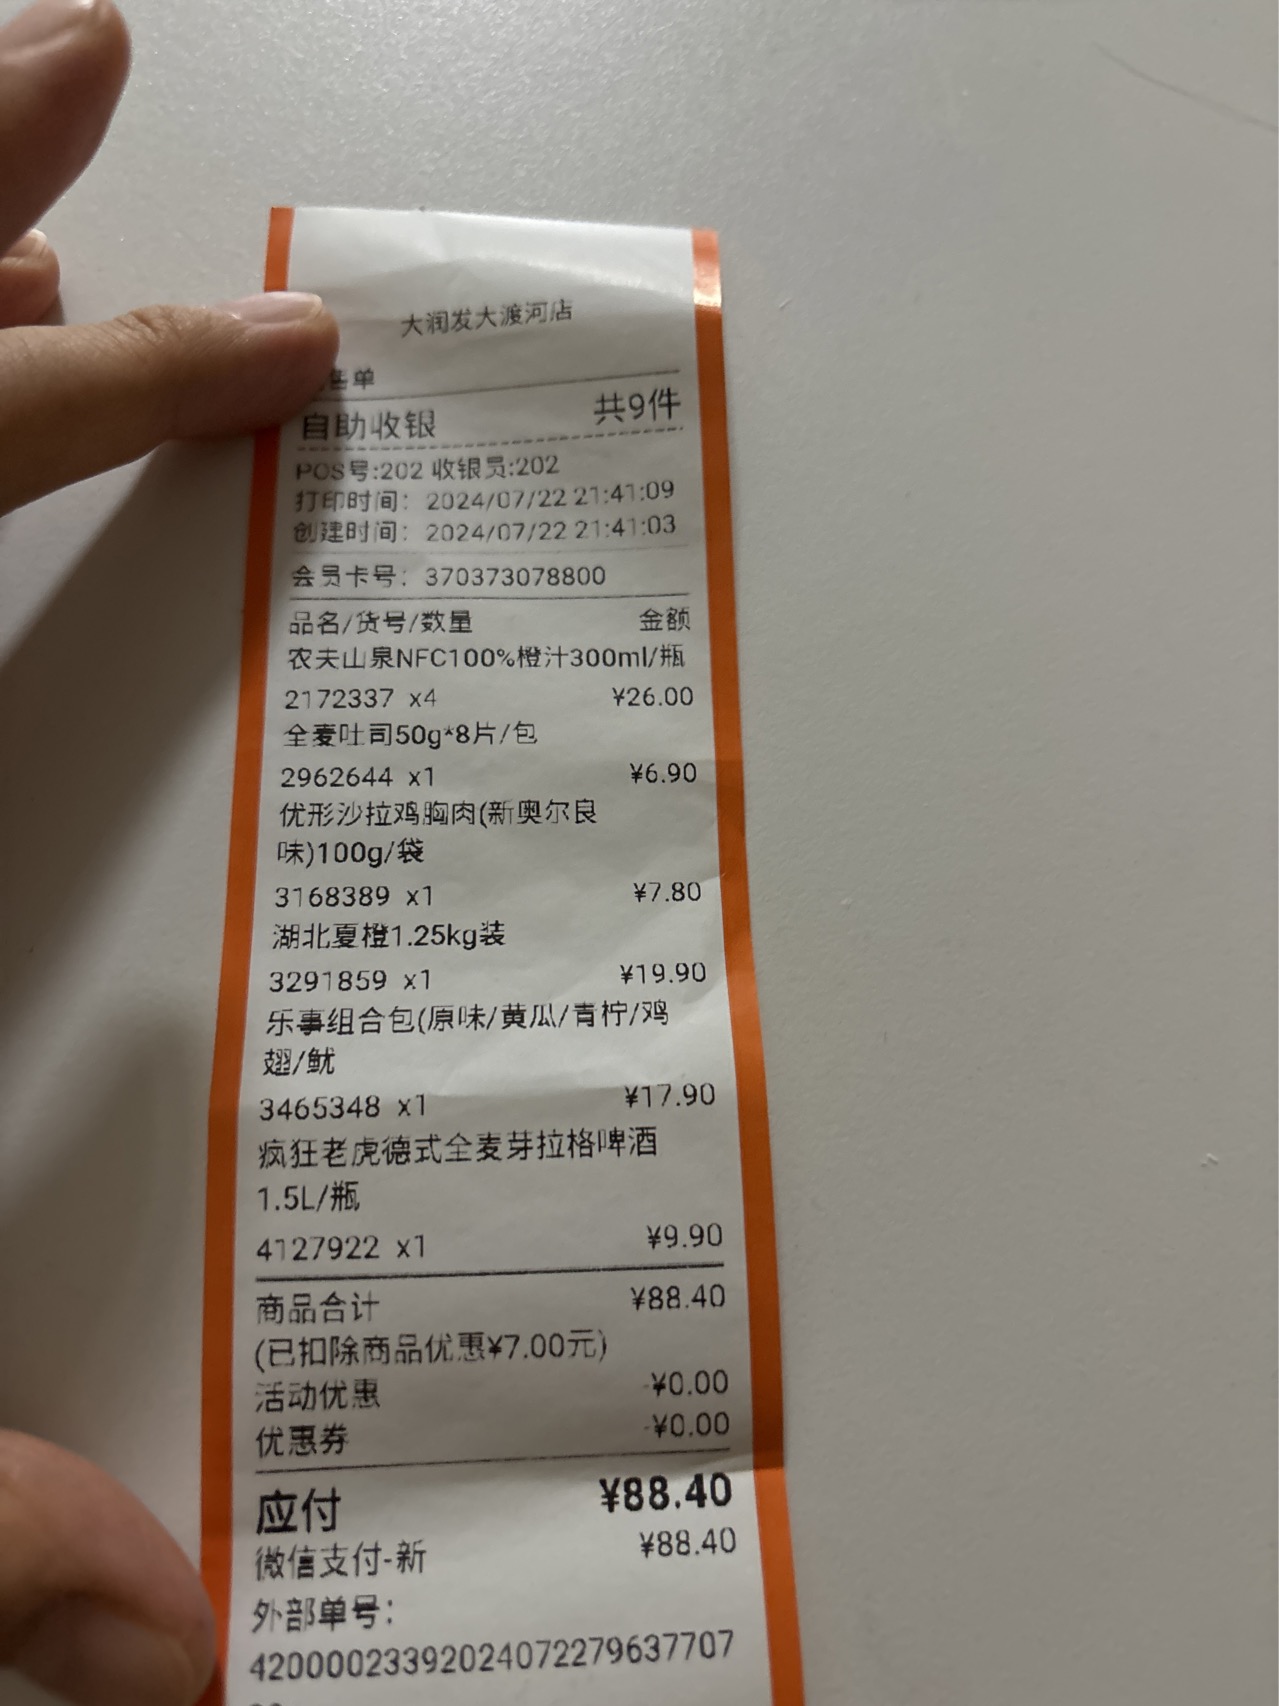 大润发大渡河店
售单
自助收银 共9件
POS号:202 收银员:202
打印时间: 2024/07/22 21:41:09
创建时间: 2024/07/22 21:41:03
会员卡号: 370373078800
品名/货号/数量 金额
农夫山泉NFC100%橙汁300ml/瓶
2172337 x4 ¥26.00
全麦吐司50g*8片/包
2962644 x1 ¥6.90
优形沙拉鸡胸肉(新奥尔良
味)100g/袋
3168389 x1 ¥7.80
湖北夏橙1.25kg装
3291859 x1 ¥19.90
乐事组合包(原味/黄瓜/青柠/鸡
翅/鱿
3465348 x1 ¥17.90
疯狂老虎德式全麦芽拉格啤酒
1.5L/瓶
4127922 x1 ¥9.90
商品合计 ¥88.40
(已扣除商品优惠¥7.00元)
活动优惠 -¥0.00
优惠券 -¥0.00
应付 ¥88.40
微信支付-新 ¥88.40
外部单号:
42000023392024072279637707